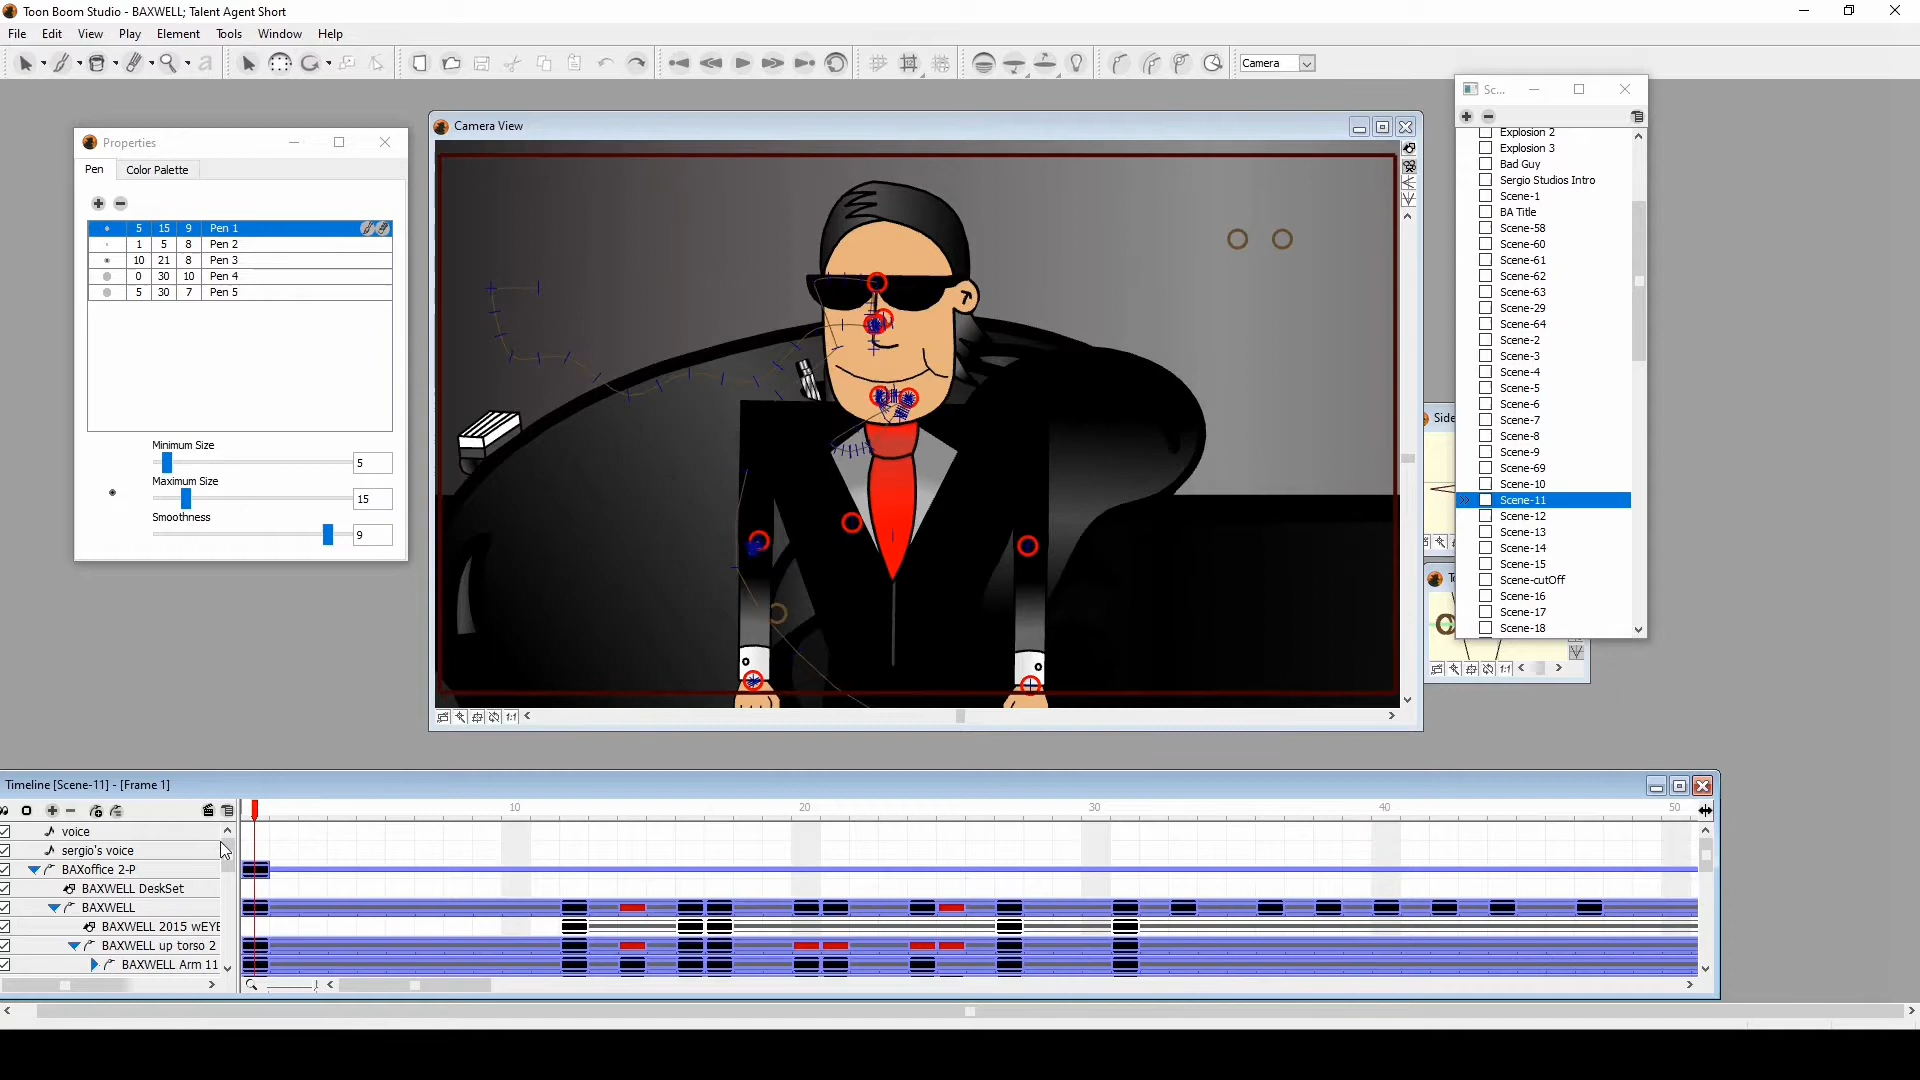 Toon Boom Studio - BAXWELL; Talent Agent Short
File Edit View Play Element Tools Window Help
Camera
Sc...
Camera View
Properties
Pen Color Palette
5 15 9 Pen 1
1 5 8 Pen 2
10 21 8 Pen 3
0 30 10 Pen 4
5 30 7 Pen 5
Minimum Size
5
Maximum Size
15
Smoothness
9
1:1
Explosion 2
Explosion 3
Bad Guy
Sergio Studios Intro
Scene-1
BA Title
Scene-58
Scene-60
Scene-61
Scene-62
Scene-63
Scene-29
Scene-64
Scene-2
Scene-3
Scene-4
Scene-5
Scene-6
Scene-7
Scene-8
Scene-9
Scene-69
Scene-10
Scene-11
Scene-12
Scene-13
Scene-14
Scene-15
Scene-cutOff
Scene-16
Scene-17
Scene-18
Side
To
1:1
Timeline [Scene-11] - [Frame 1]
10 20 30 40 50
voice
sergio's voice
BAXoffice 2-P
BAXWELL DeskSet
BAXWELL
BAXWELL 2015 wEYE
BAXWELL up torso 2
BAXWELL Arm 11